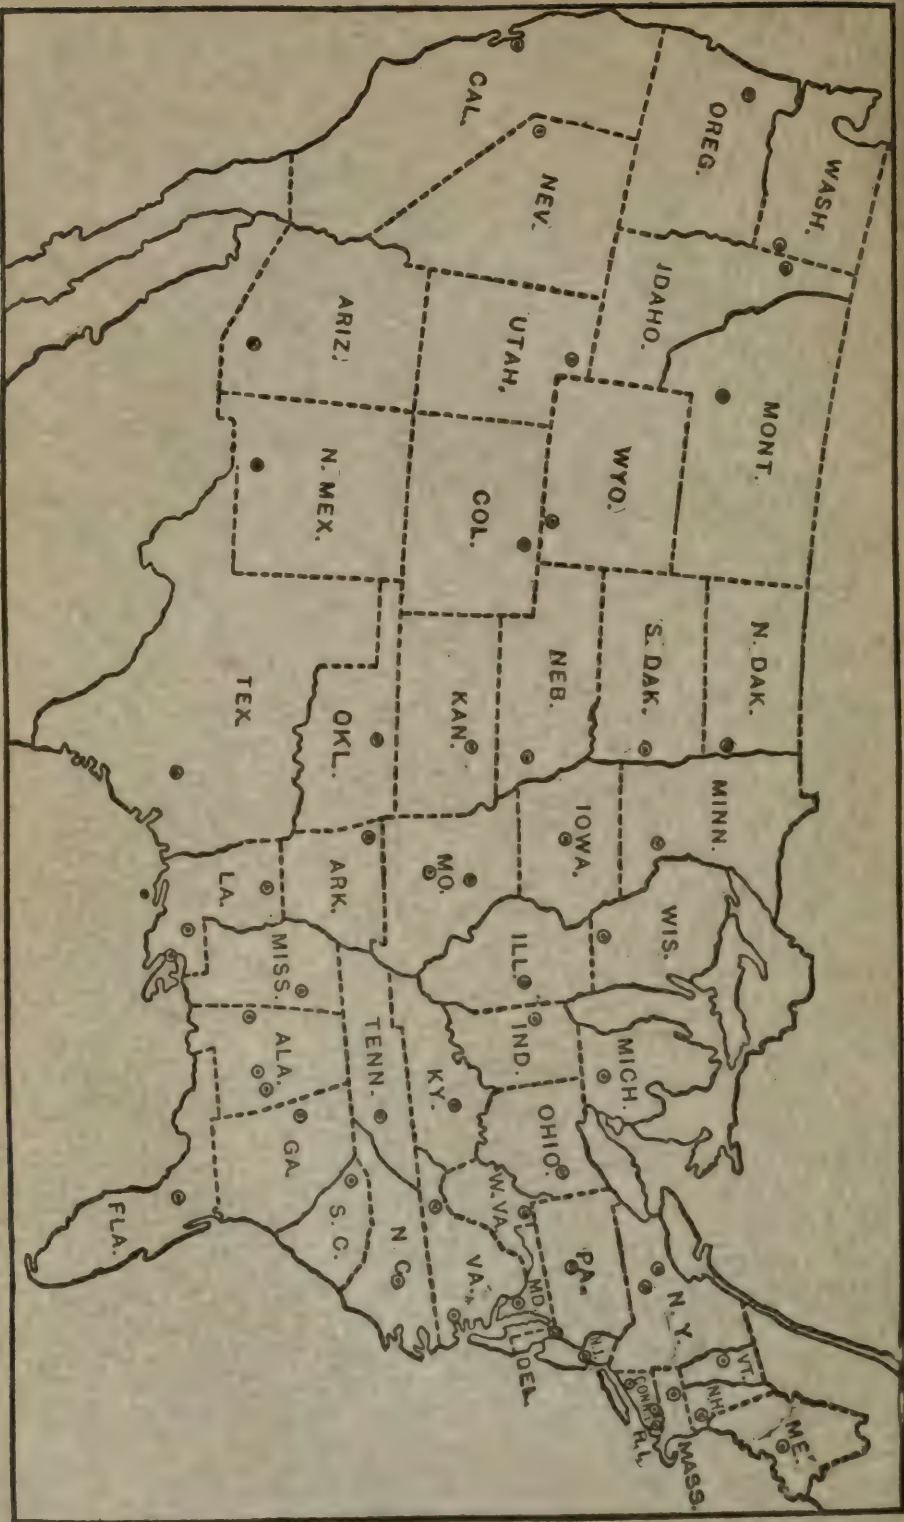 WASH.
OREG.
CAL.
NEV.
IDAHO.
MONT.
WYO.
UTAH,
COL.
ARIZ.
N. MEX.
N. DAK.
S. DAK.
NEB.
KAN.
OKL.
TEX.
MINN.
IOWA.
MO.
ARK.
LA.
WIS.
ILL.
MICH.
IND.
OHIO.
KY.
TENN.
MISS.
ALA.
GA.
FLA.
S. C.
N. C.
VA.
W. VA.
MD.
DEL.
PA.
N. J.
N. Y.
CONN.
R. I.
MASS.
VT.
N.H.
ME.